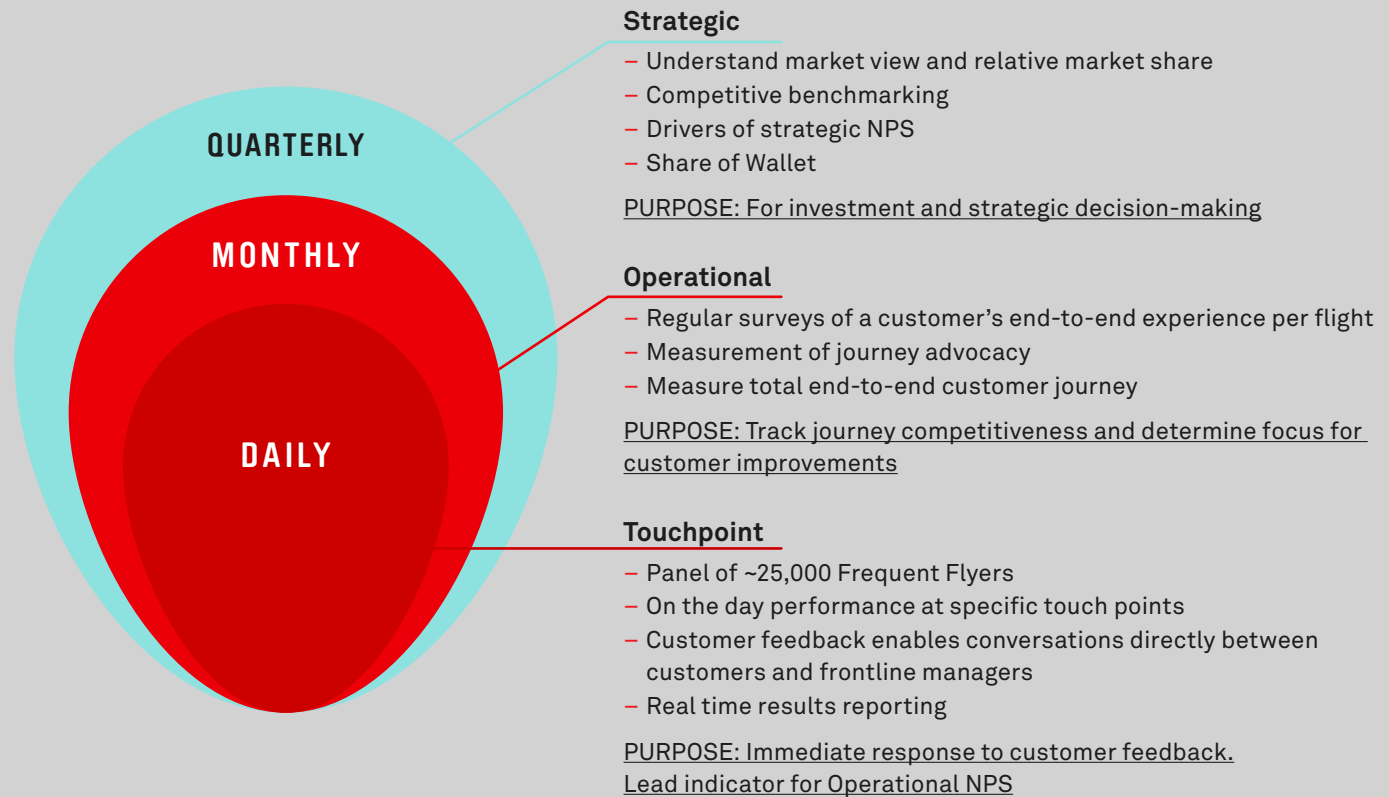 Strategic
– Understand market view and relative market share
– Competitive benchmarking
– Drivers of strategic NPS
– Share of Wallet
PURPOSE: For investment and strategic decision-making
QUARTERLY
MONTHLY
DAILY
Operational
– Regular surveys of a customer’s end-to-end experience per flight
– Measurement of journey advocacy
– Measure total end-to-end customer journey
PURPOSE: Track journey competitiveness and determine focus for
customer improvements
Touchpoint
– Panel of ~25,000 Frequent Flyers
– On the day performance at specific touch points
– Customer feedback enables conversations directly between
customers and frontline managers
– Real time results reporting
PURPOSE: Immediate response to customer feedback.
Lead indicator for Operational NPS